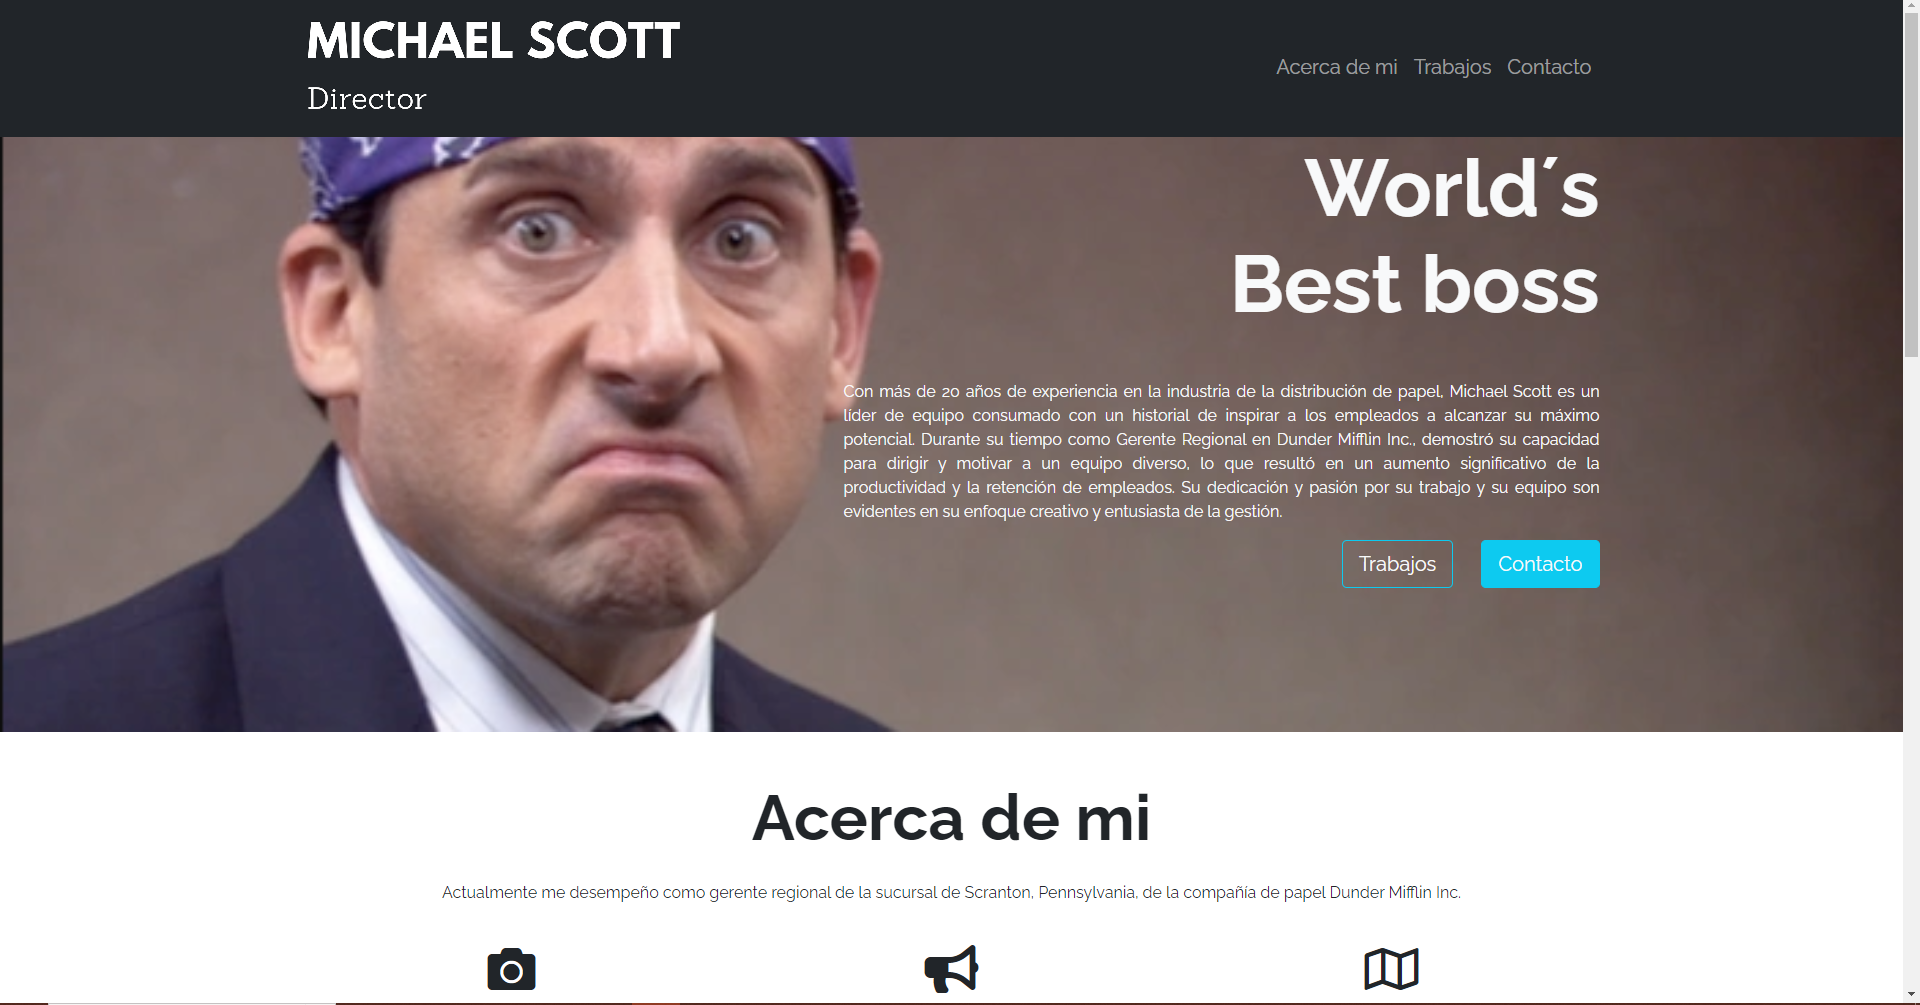 MICHAEL SCOTT
Director
Acerca de mi Trabajos Contacto
World´s
Best boss
Con más de 20 años de experiencia en la industria de la distribución de papel, Michael Scott es un
líder de equipo consumado con un historial de inspirar a los empleados a alcanzar su máximo
potencial. Durante su tiempo como Gerente Regional en Dunder Mifflin Inc., demostró su capacidad
para dirigir y motivar a un equipo diverso, lo que resultó en un aumento significativo de la
productividad y la retención de empleados. Su dedicación y pasión por su trabajo y su equipo son
evidentes en su enfoque creativo y entusiasta de la gestión.
Trabajos Contacto
Acerca de mi
Actualmente me desempeño como gerente regional de la sucursal de Scranton, Pennsylvania, de la compañía de papel Dunder Mifflin Inc.